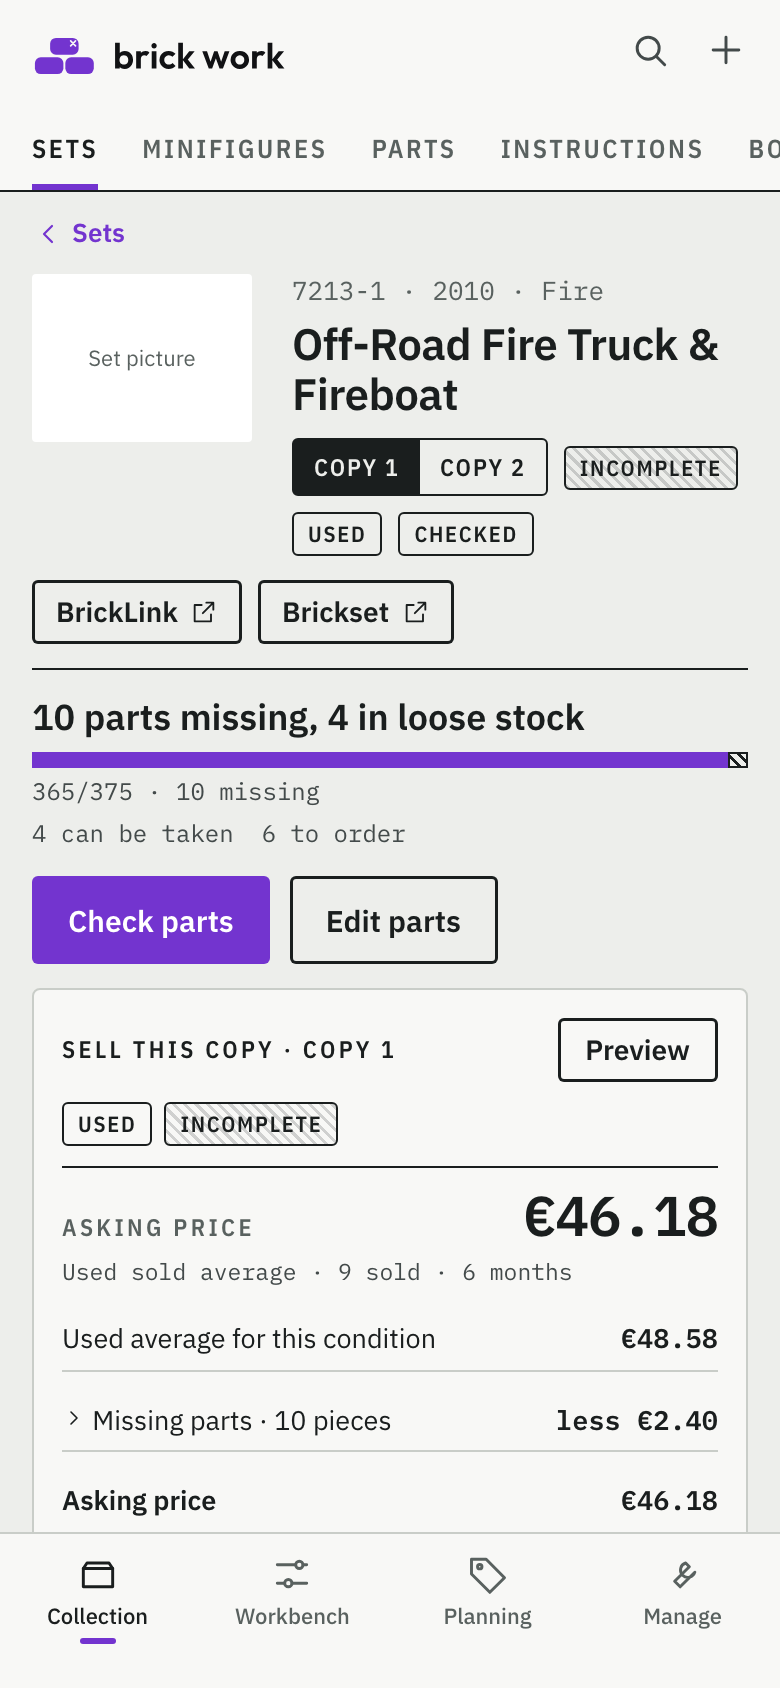 brick work
SETS MINIFIGURES PARTS INSTRUCTIONS BO
Sets
Set picture
7213-1 · 2010 · Fire
Off-Road Fire Truck &
Fireboat
COPY 1 COPY 2 INCOMPLETE
USED CHECKED
BrickLink Brickset
10 parts missing, 4 in loose stock
365/375 · 10 missing
4 can be taken 6 to order
Check parts Edit parts
SELL THIS COPY · COPY 1 Preview
USED INCOMPLETE
ASKING PRICE €46.18
Used sold average · 9 sold · 6 months
Used average for this condition €48.58
Missing parts · 10 pieces less €2.40
Asking price €46.18
Collection Workbench Planning Manage